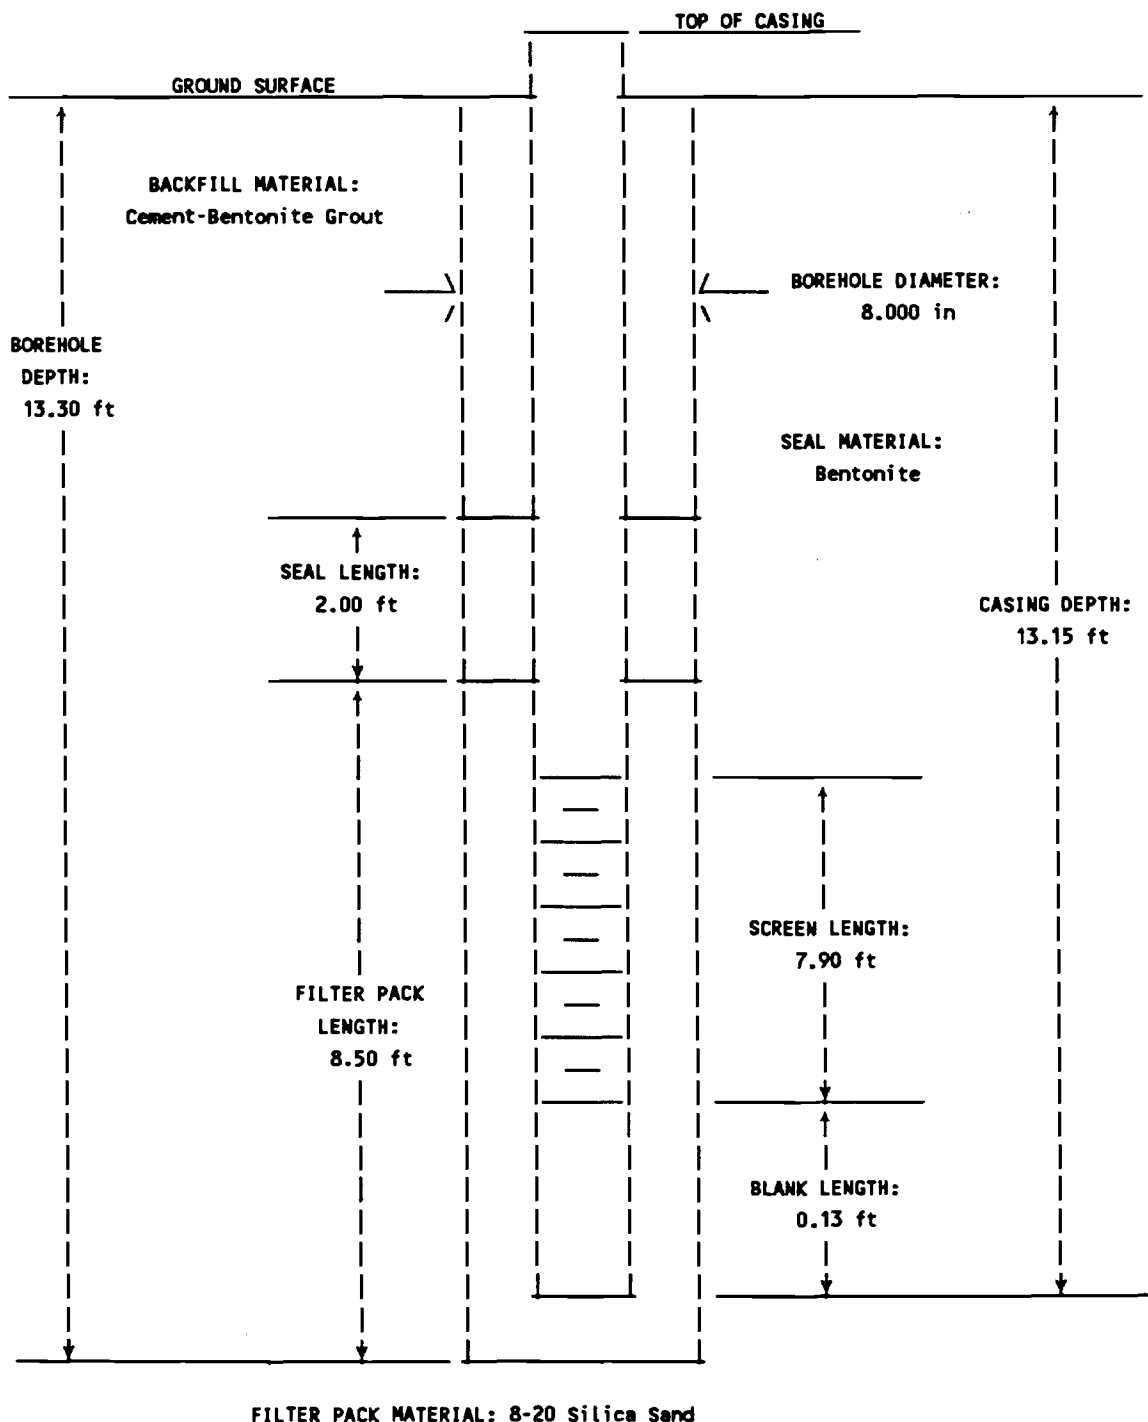 TOP OF CASING
GROUND SURFACE
BACKFILL MATERIAL:
Cement-Bentonite Grout
BOREHOLE DIAMETER:
8.000 in
BOREHOLE
DEPTH:
13.30 ft
SEAL MATERIAL:
Bentonite
SEAL LENGTH:
2.00 ft
CASING DEPTH:
13.15 ft
SCREEN LENGTH:
7.90 ft
FILTER PACK
LENGTH:
8.50 ft
BLANK LENGTH:
0.13 ft
FILTER PACK MATERIAL: 8-20 Silica Sand